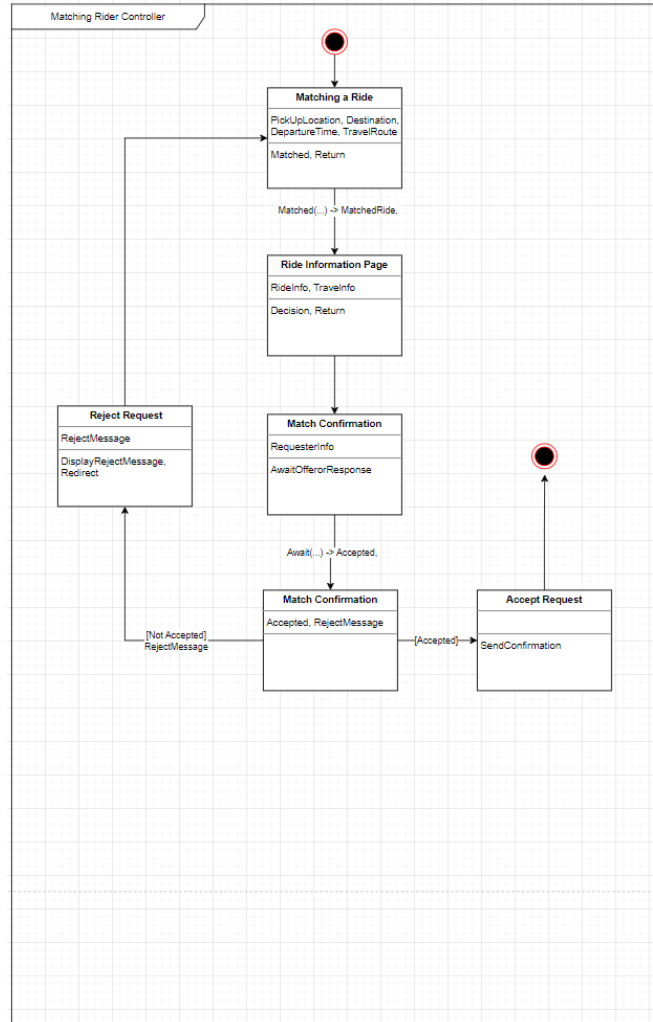 Matching Rider Controller
Matching a Ride
PickUpLocation, Destination,
DepartureTime, TravelRoute
Matched, Return
Matched(...) -> MatchedRide,
Ride Information Page
RideInfo, TraveInfo
Decision, Return
Match Confirmation
RequesterInfo
AwaitOfferorResponse
Reject Request
RejectMessage
DisplayRejectMessage,
Redirect
Await(...) -> Accepted,
Match Confirmation
Accepted, RejectMessage
[Not Accepted]
RejectMessage
[Accepted]
Accept Request
SendConfirmation